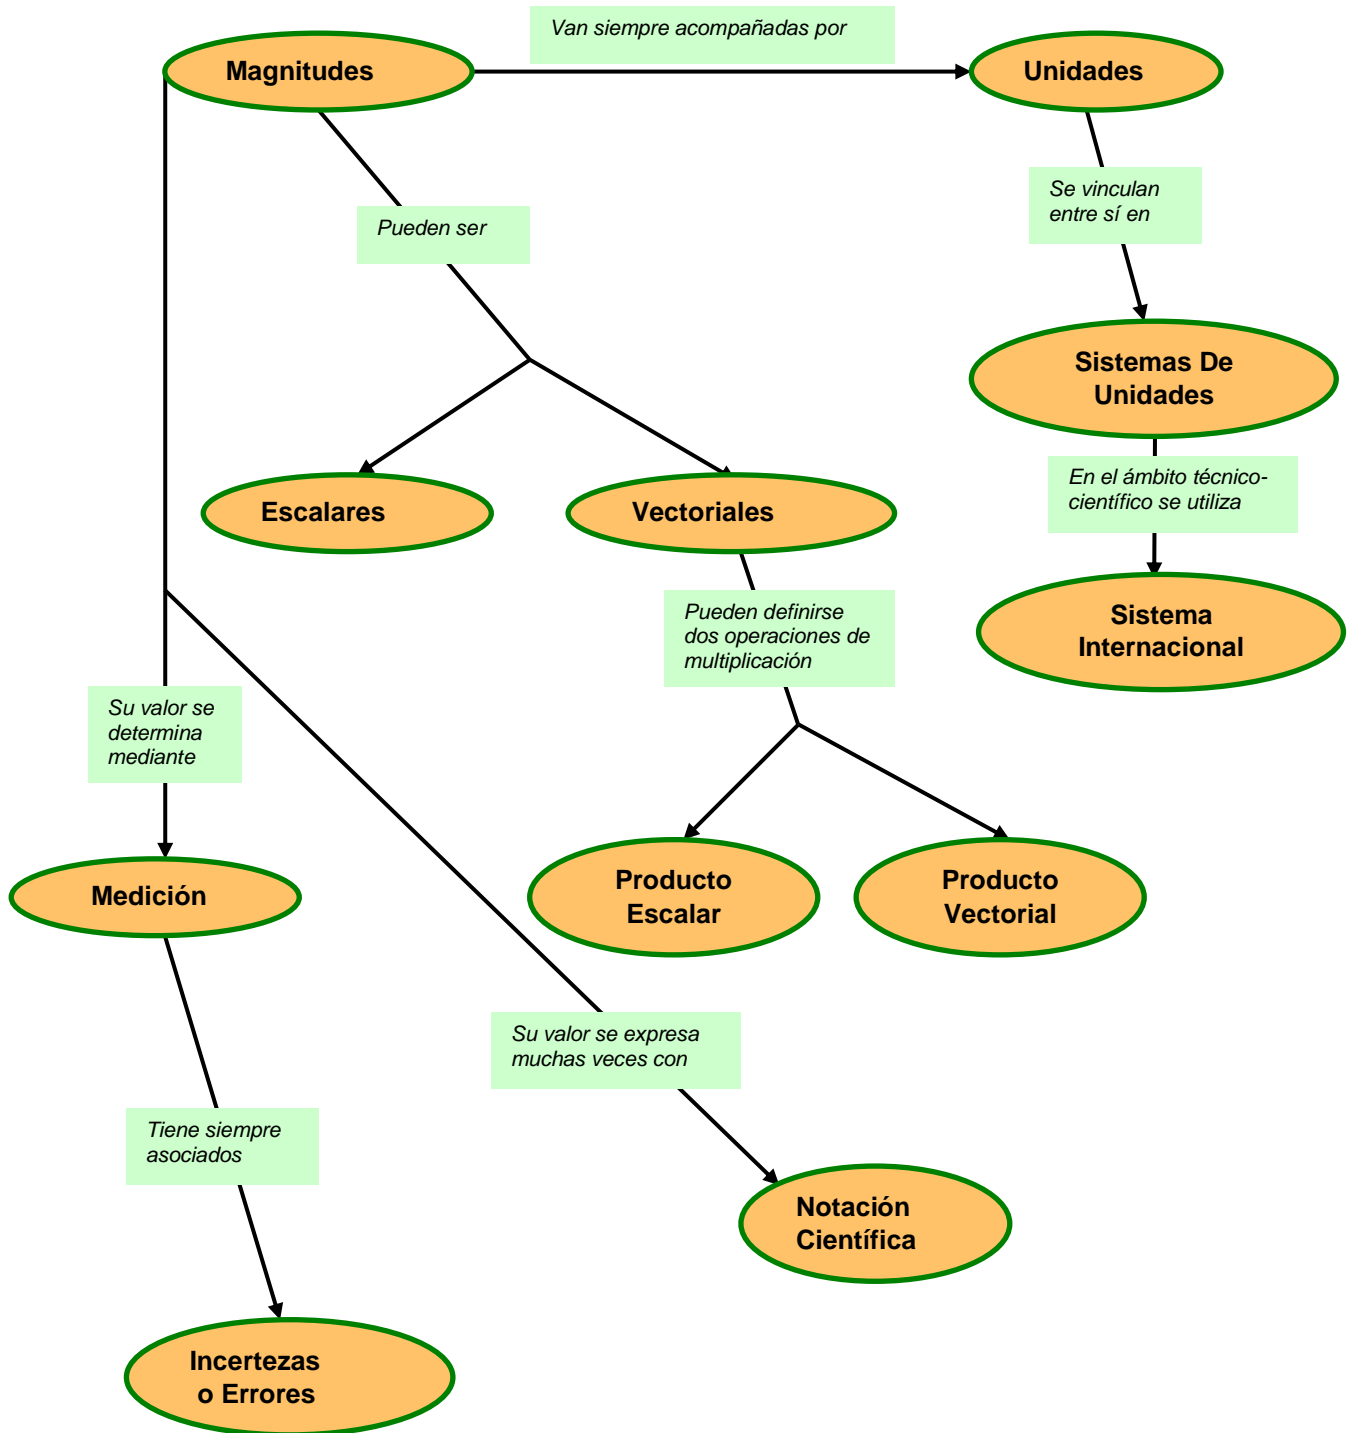 Van siempre acompañadas por
Magnitudes
Unidades
Se vinculan
entre sí en
Pueden ser
Sistemas De
Unidades
En el ámbito técnico-
científico se utiliza
Escalares
Vectoriales
Pueden definirse
dos operaciones de
multiplicación
Sistema
Internacional
Su valor se
determina
mediante
Medición
Producto
Escalar
Producto
Vectorial
Su valor se expresa
muchas veces con
Tiene siempre
asociados
Notación
Científica
Incertezas
o Errores